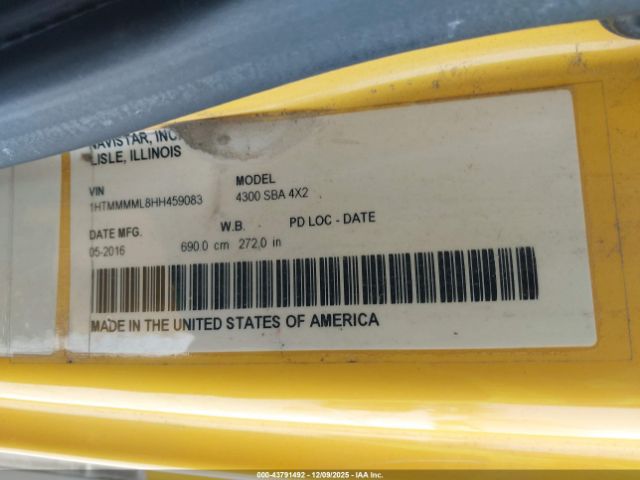 NAVISTAR, INC.
LISLE, ILLINOIS
VIN MODEL
1HTMMMML8HH459083 4300 SBA 4X2
DATE MFG. W.B. PD LOC - DATE
05-2016 690.0 cm 272.0 in
MADE IN THE UNITED STATES OF AMERICA
000-43791492 - 12/09/2025 - IAA Inc.